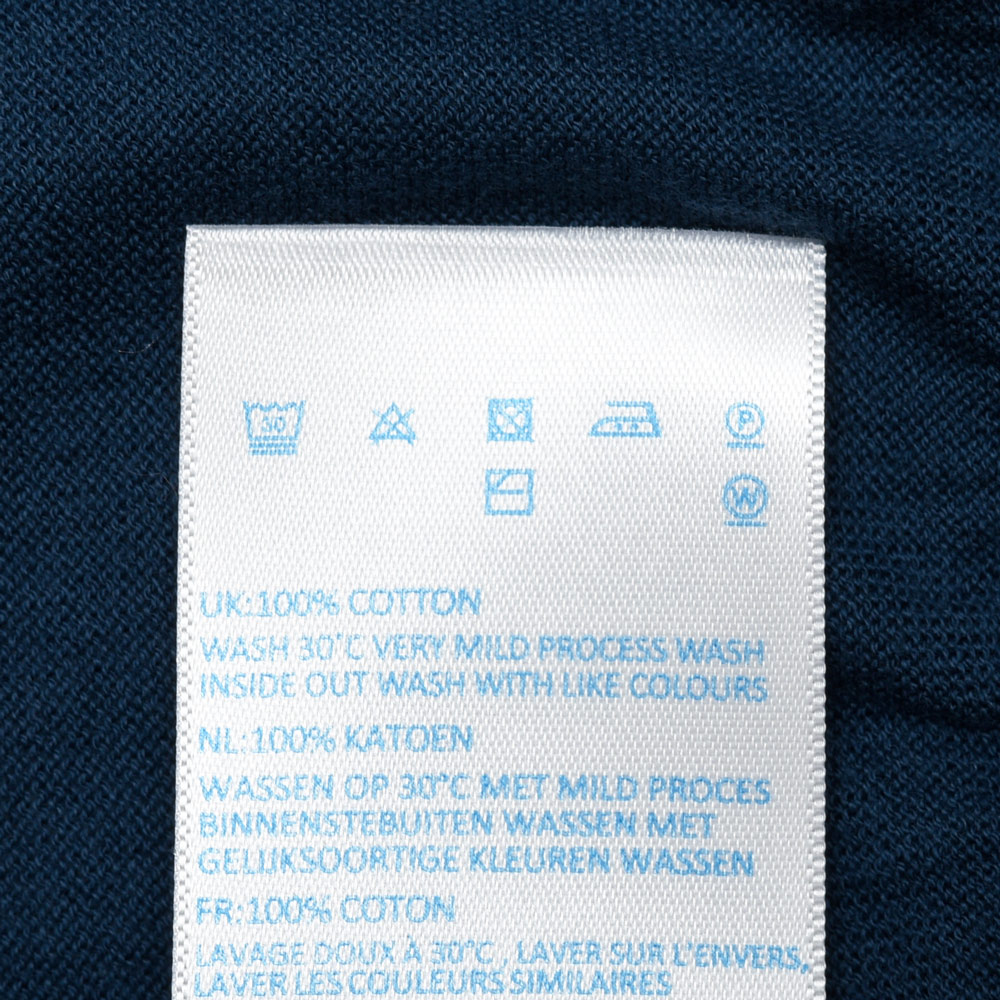 30
P
W
UK:100% COTTON
WASH 30°C VERY MILD PROCESS WASH
INSIDE OUT WASH WITH LIKE COLOURS
NL:100% KATOEN
WASSEN OP 30°C MET MILD PROCES
BINNENSTEBUITEN WASSEN MET
GELIJKSOORTIGE KLEUREN WASSEN
FR:100% COTON
LAVAGE DOUX À 30°C , LAVER SUR L'ENVERS,
LAVER LES COULEURS SIMILAIRES